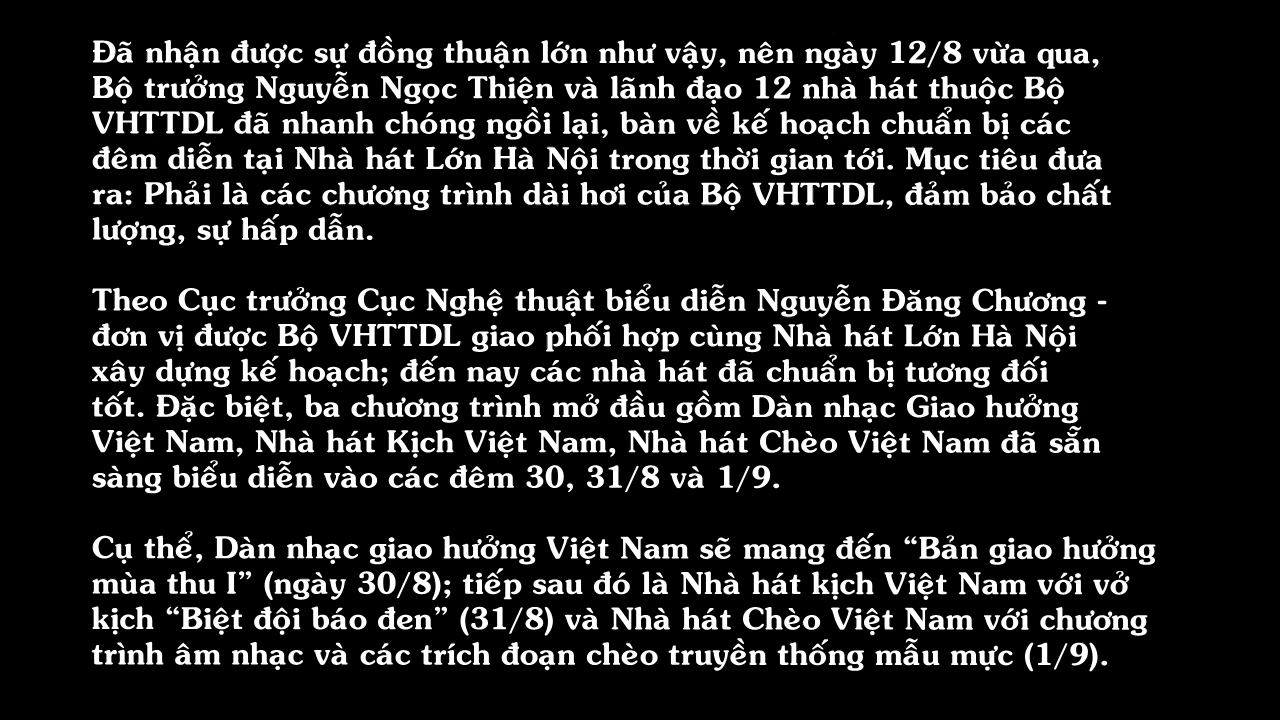 Đã nhận được sự đồng thuận lớn như vậy, nên ngày 12/8 vừa qua,
Bộ trưởng Nguyễn Ngọc Thiện và lãnh đạo 12 nhà hát thuộc Bộ
VHTTDL đã nhanh chóng ngồi lại, bàn về kế hoạch chuẩn bị các
đêm diễn tại Nhà hát Lớn Hà Nội trong thời gian tới. Mục tiêu đưa
ra: Phải là các chương trình dài hơi của Bộ VHTTDL, đảm bảo chất
lượng, sự hấp dẫn.
Theo Cục trưởng Cục Nghệ thuật biểu diễn Nguyễn Đăng Chương -
đơn vị được Bộ VHTTDL giao phối hợp cùng Nhà hát Lớn Hà Nội
xây dựng kế hoạch; đến nay các nhà hát đã chuẩn bị tương đối
tốt. Đặc biệt, ba chương trình mở đầu gồm Dàn nhạc Giao hưởng
Việt Nam, Nhà hát Kịch Việt Nam, Nhà hát Chèo Việt Nam đã sẵn
sàng biểu diễn vào các đêm 30, 31/8 và 1/9.
Cụ thể, Dàn nhạc giao hưởng Việt Nam sẽ mang đến “Bản giao hưởng
mùa thu I” (ngày 30/8); tiếp sau đó là Nhà hát kịch Việt Nam với vở
kịch “Biệt đội báo đen” (31/8) và Nhà hát Chèo Việt Nam với chương
trình âm nhạc và các trích đoạn chèo truyền thống mẫu mực (1/9).